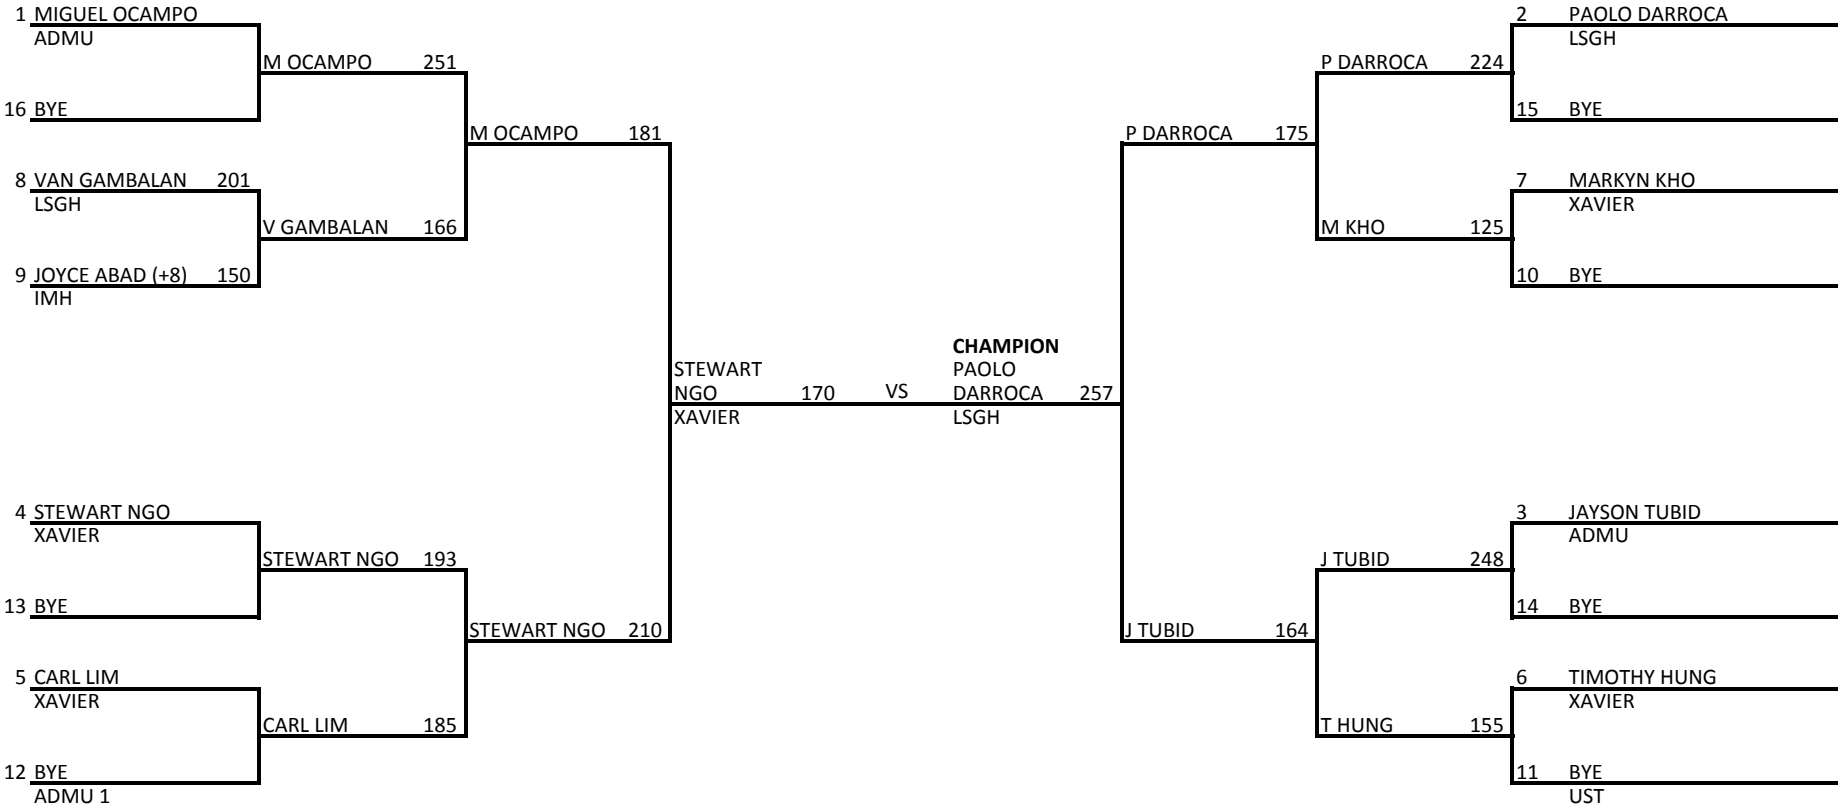 1 MIGUEL OCAMPO
ADMU
M OCAMPO 251
16 BYE
M OCAMPO 181
8 VAN GAMBALAN 201
LSGH
V GAMBALAN 166
9 JOYCE ABAD (+8) 150
IMH
STEWART
NGO 170
XAVIER
4 STEWART NGO
XAVIER
STEWART NGO 193
13 BYE
STEWART NGO 210
5 CARL LIM
XAVIER
CARL LIM 185
12 BYE
ADMU 1
VS
CHAMPION
PAOLO
DARROCA 257
LSGH
2 PAOLO DARROCA
LSGH
P DARROCA 224
15 BYE
P DARROCA 175
7 MARKYN KHO
XAVIER
M KHO 125
10 BYE
3 JAYSON TUBID
ADMU
J TUBID 248
14 BYE
J TUBID 164
6 TIMOTHY HUNG
XAVIER
T HUNG 155
11 BYE
UST